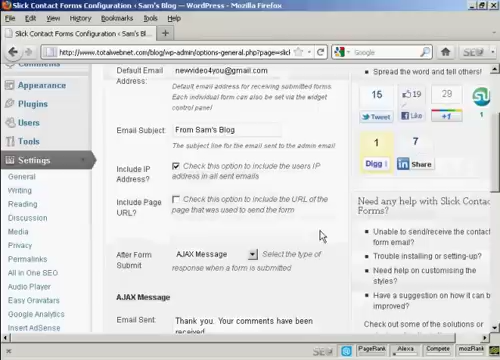 Slick Contact Forms Configuration ‹ Sam's Blog — WordPress - Mozilla Firefox
File Edit View History Bookmarks Tools Help
Slick Contact Forms Configuration ‹ Sam's Bl...
http://www.totalwebnet.com/blog/wp-admin/options-general.php?page=slick
Google
Comments
Appearance
Plugins
Users
Tools
Settings
General
Writing
Reading
Discussion
Media
Privacy
Permalinks
All in One SEO
Audio Player
Easy Gravatars
Google Analytics
Insert AdSense
Default Email Address:
newvideo4you@gmail.com
Default email address for receiving submitted forms
Each individual form can also be set via the widget
control panel
Email Subject
From Sam's Blog
The subject line for the email sent to the admin email
Include IP Address?
Check this option to include the users IP
address in all sent emails
Include Page URL?
Check this option to include the URL of the
page that was used to send the form
After Form Submit
AJAX Message
Select the type of
response when a form is submitted
AJAX Message
Email Sent:
Thank you. Your comments have been
received
Spread the word and tell others!
15
Tweet
19
Like
29
+1
1
Digg
7
Share
Need any help with Slick Contact
Forms?
Unable to send/receive the contact
form email?
Trouble installing or setting-up?
Need help on customising the
styles?
Have a suggestion on how it can be
improved?
Check out some of the solutions or
PageRank
Alexa
Compete
mozRank